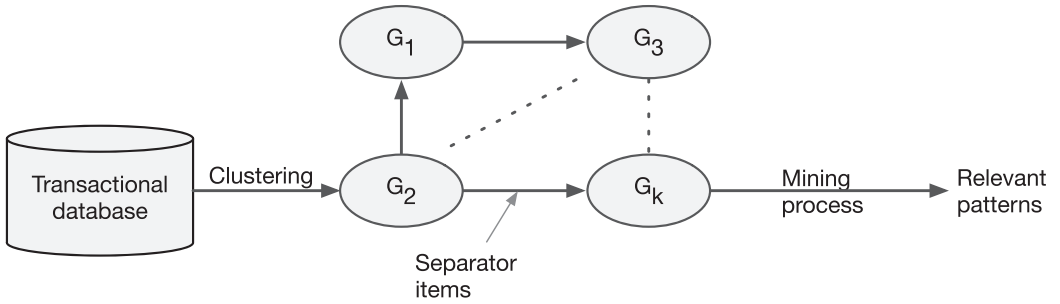 G1
G3
Transactional
database
Clustering
G2
Gk
Mining
process
Relevant
patterns
Separator
items